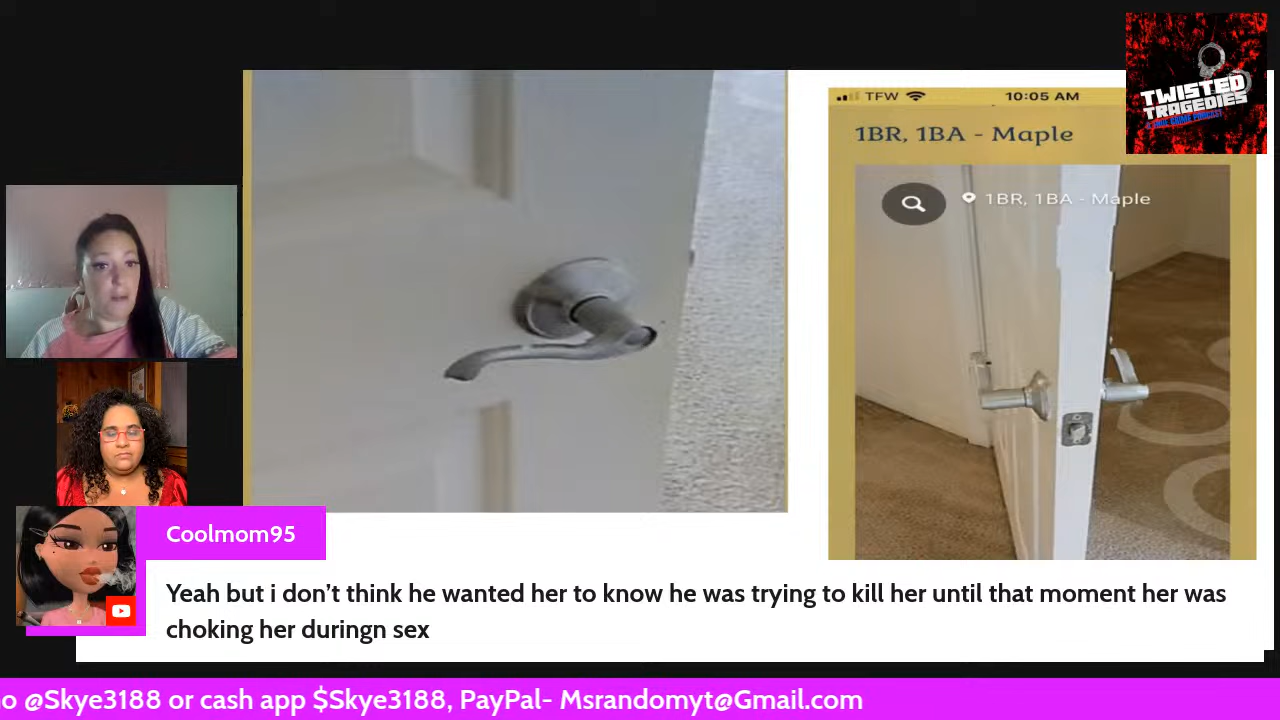 TWISTED
TRAGEDIES
TFW
10:05 AM
1BR, 1BA - Maple
1BR, 1BA - Maple
Coolmom95
Yeah but i don’t think he wanted her to know he was trying to kill her until that moment her was
choking her duringn sex
@Skye3188 or cash app $Skye3188, PayPal- Msrandomyt@Gmail.com